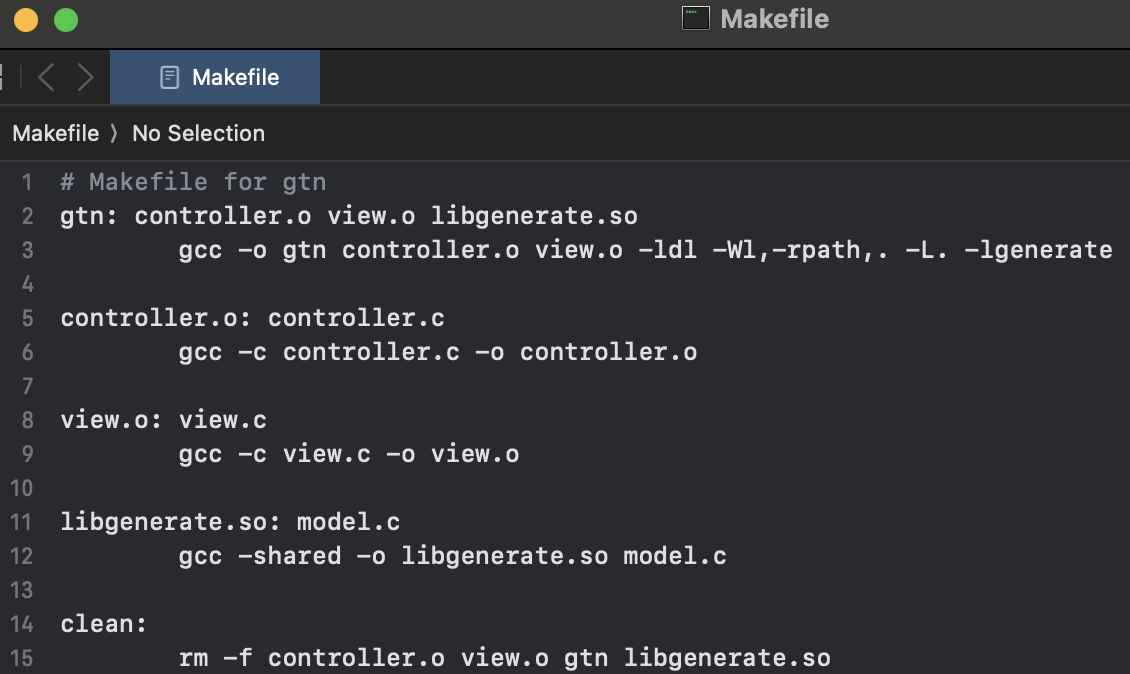 Makefile
Makefile
Makefile 〉 No Selection
1 # Makefile for gtn
2 gtn: controller.o view.o libgenerate.so
3 gcc -o gtn controller.o view.o -ldl -Wl,-rpath,. -L. -lgenerate
4
5 controller.o: controller.c
6 gcc -c controller.c -o controller.o
7
8 view.o: view.c
9 gcc -c view.c -o view.o
10
11 libgenerate.so: model.c
12 gcc -shared -o libgenerate.so model.c
13
14 clean:
15 rm -f controller.o view.o gtn libgenerate.so